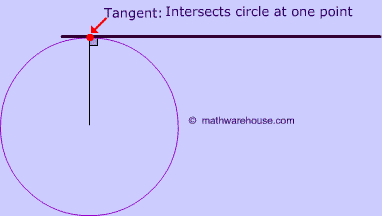 Tangent: Intersects circle at one point
© mathwarehouse.com